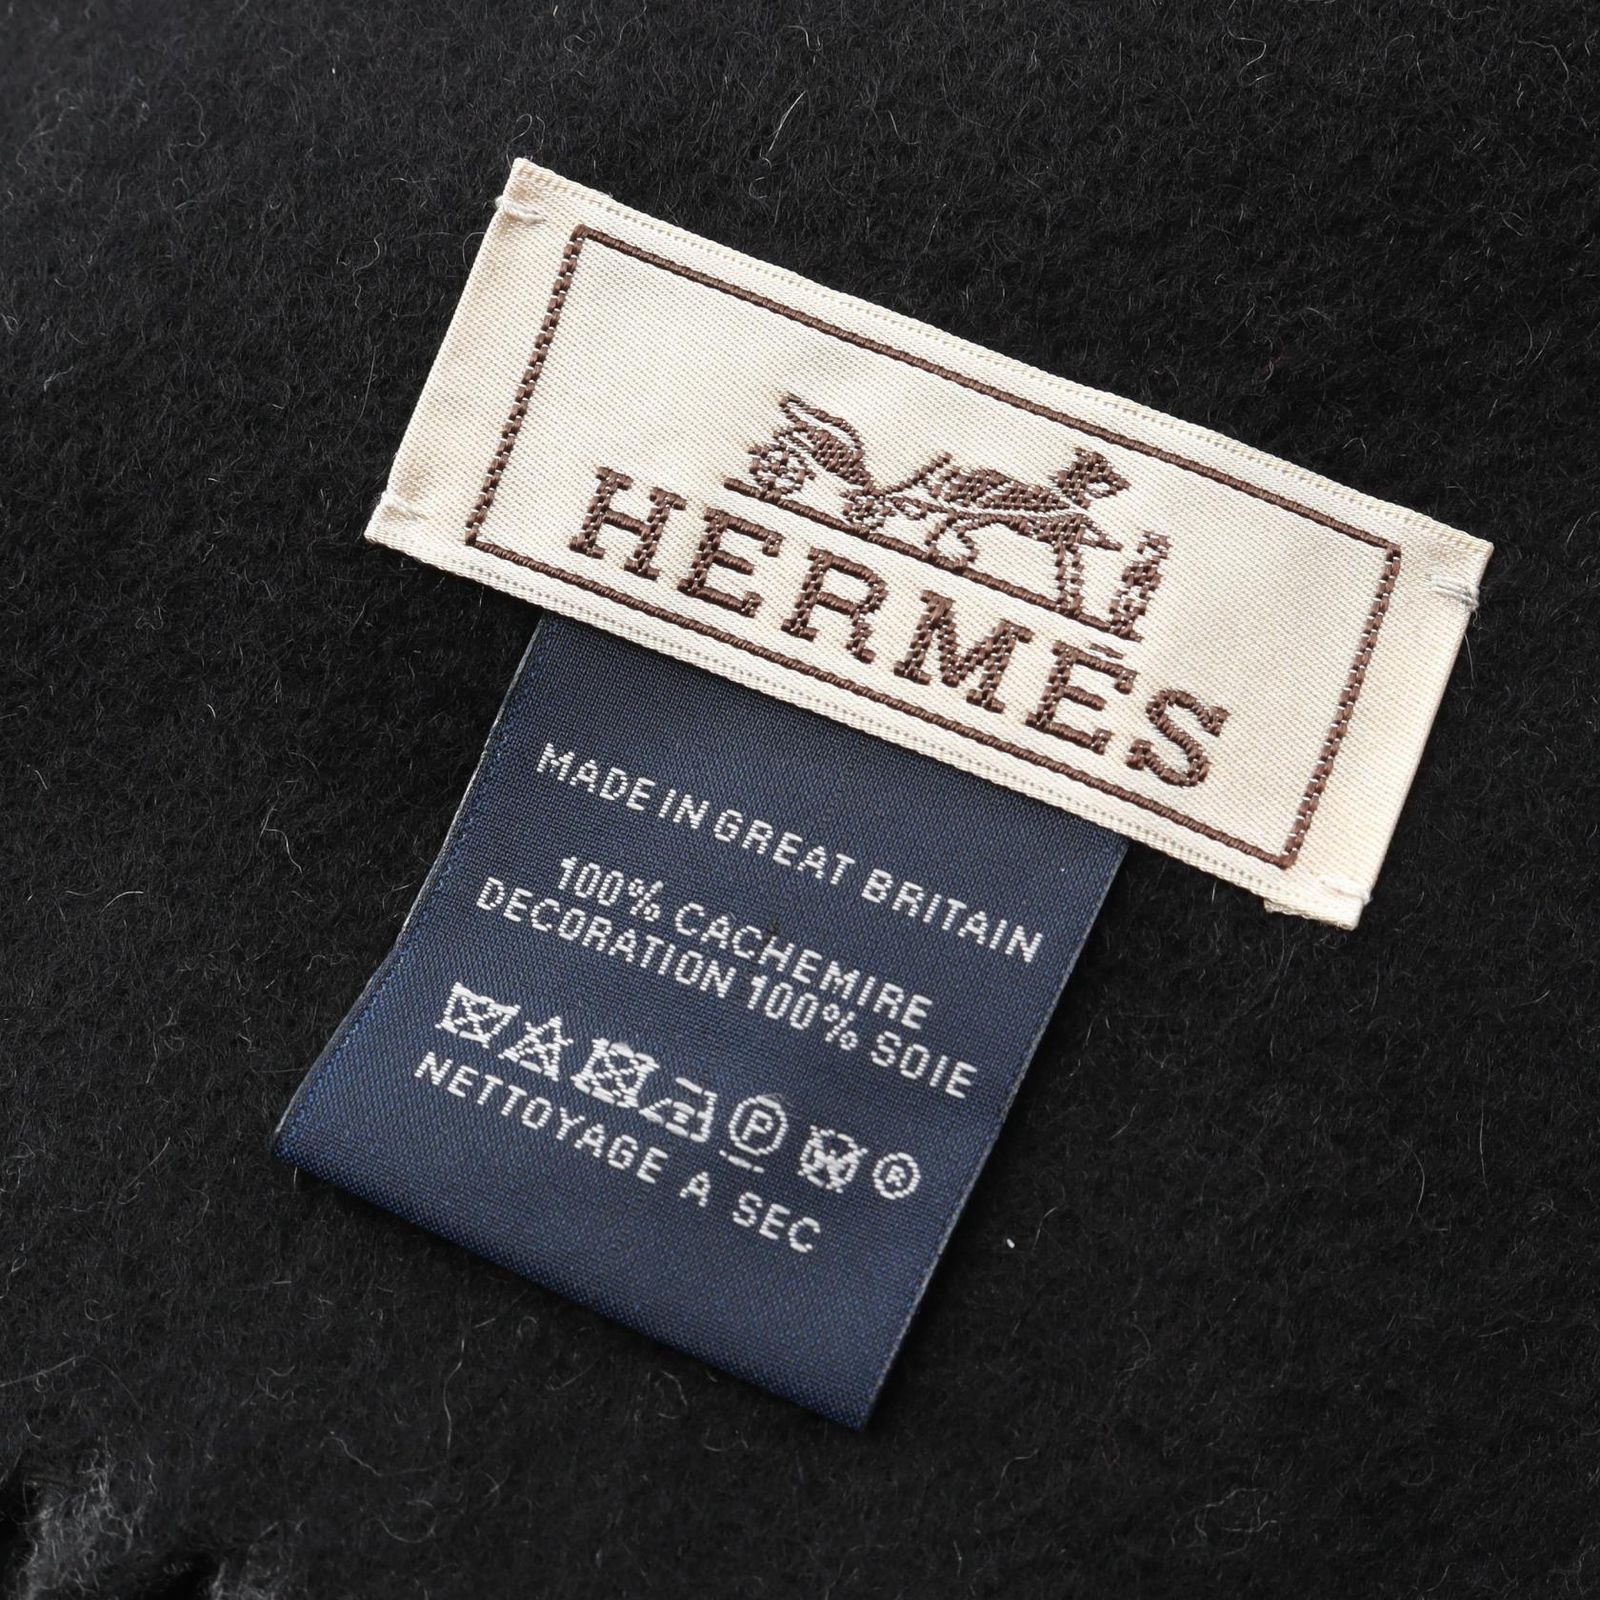 HERMÈS
MADE IN GREAT BRITAIN
100% CACHEMIRE
DECORATION 100% SOIE
P W ®
NETTOYAGE A SEC